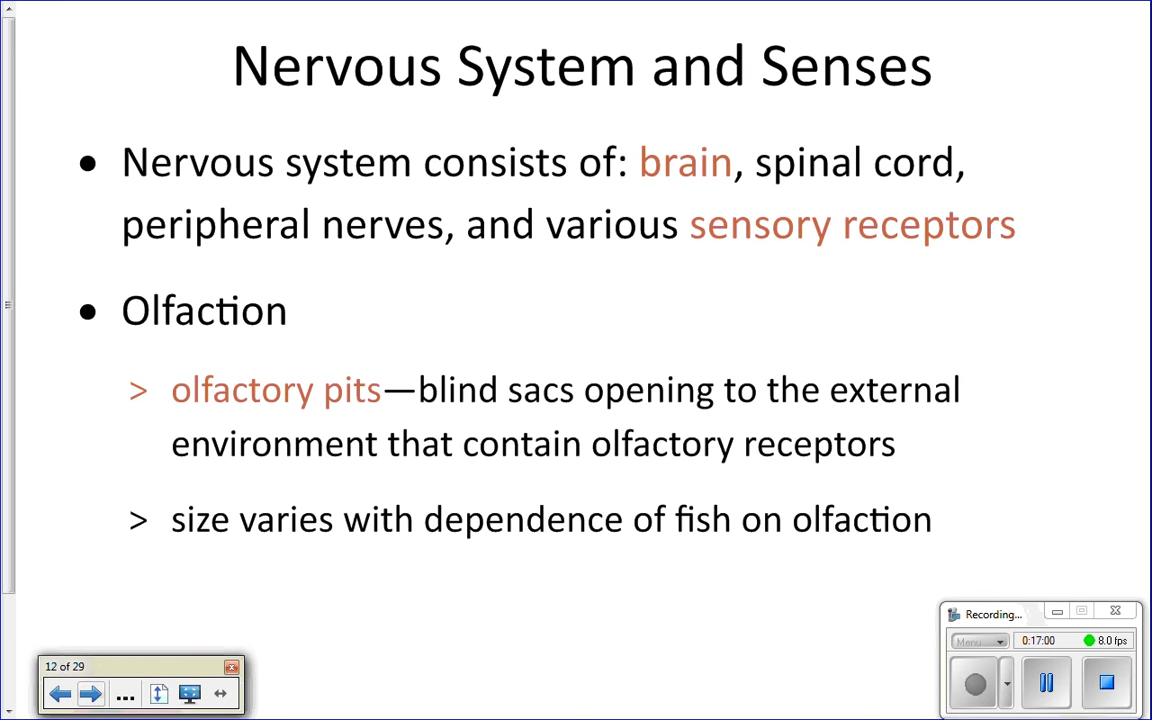 Nervous System and Senses
• Nervous system consists of: brain, spinal cord,
peripheral nerves, and various sensory receptors
• Olfaction
> olfactory pits—blind sacs opening to the external
environment that contain olfactory receptors
> size varies with dependence of fish on olfaction
Recording...
Menu
0:17:00
8.0 fps
12 of 29
...